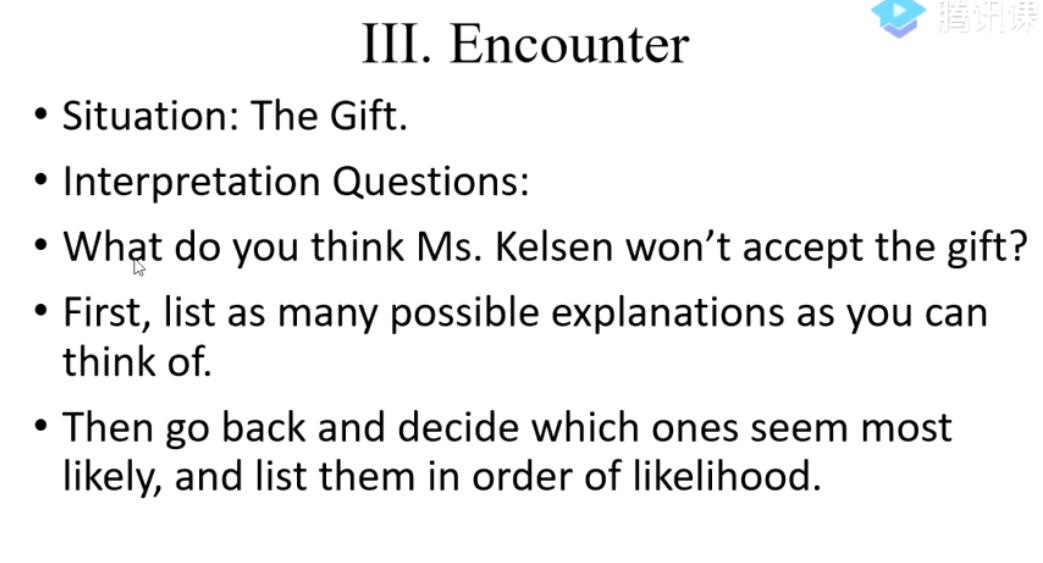 腾讯课
III. Encounter
• Situation: The Gift.
• Interpretation Questions:
• What do you think Ms. Kelsen won’t accept the gift?
• First, list as many possible explanations as you can
think of.
• Then go back and decide which ones seem most
likely, and list them in order of likelihood.